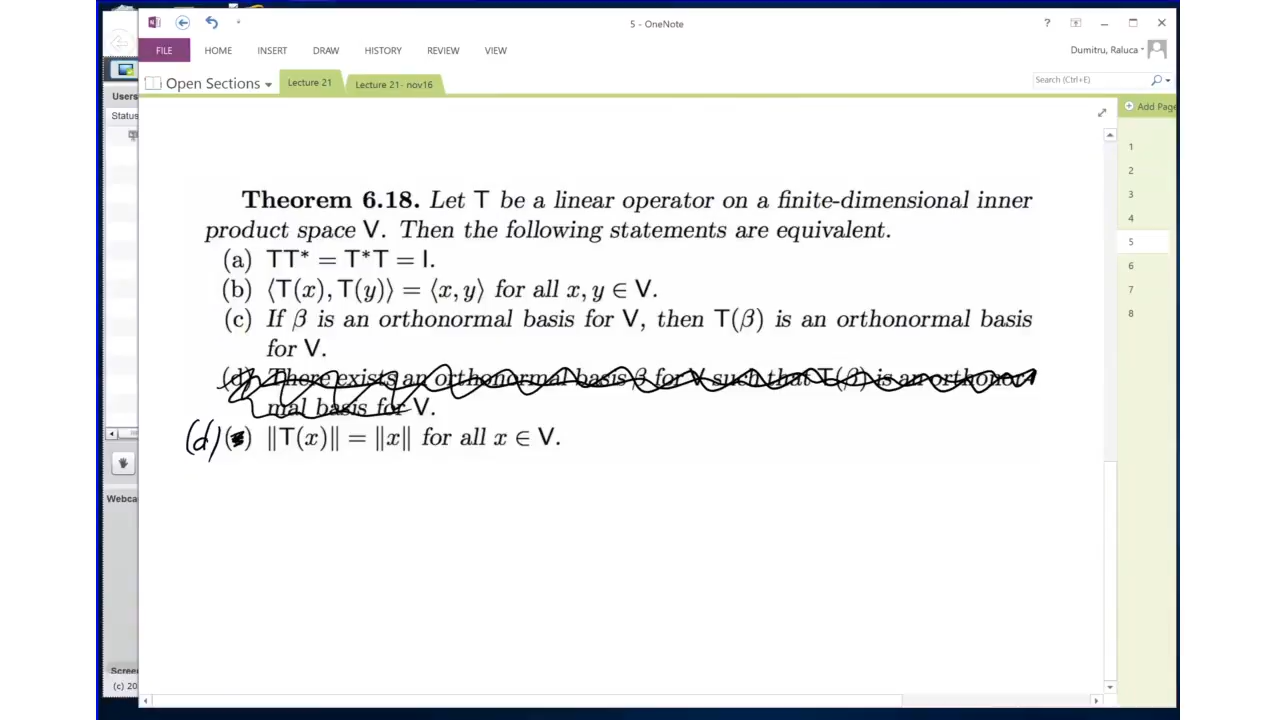 5 - OneNote
?
Dumitru, Raluca
FILE HOME INSERT DRAW HISTORY REVIEW VIEW
Open Sections Lecture 21 Lecture 21- nov16
Search (Ctrl+E)
Add Page
Users
Status
1
2
3
4
5
6
7
8
Theorem 6.18. Let T be a linear operator on a finite-dimensional inner
product space V. Then the following statements are equivalent.
(a) TT* = T*T = I.
(b) ⟨T(x), T(y)⟩ = ⟨x, y⟩ for all x, y ∈ V.
(c) If β is an orthonormal basis for V, then T(β) is an orthonormal basis
for V.
(d) There exists an orthonormal basis β for V such that T(β) is an orthonor-
mal basis for V.
(d) ‖T(x)‖ = ‖x‖ for all x ∈ V.
Webca
Screen
(c) 20